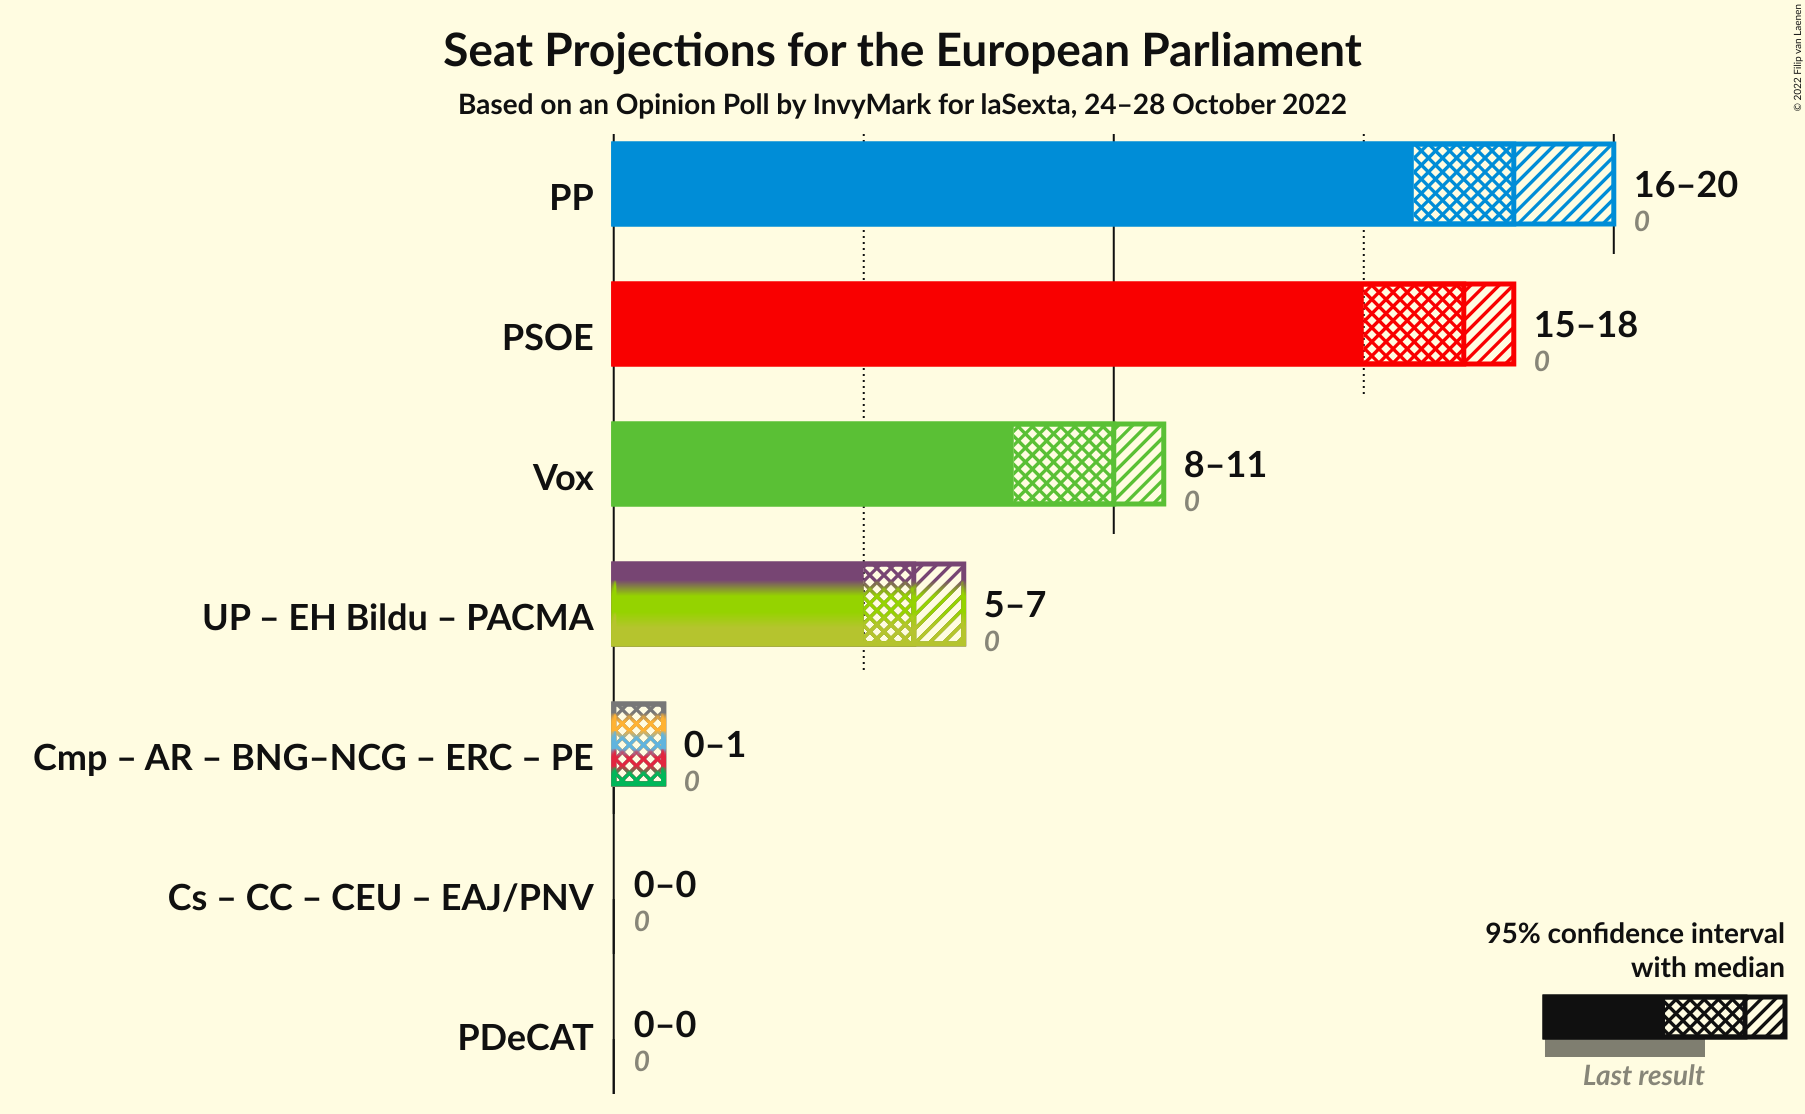 Seat Projections for the European Parliament
Based on an Opinion Poll by InvyMark for laSexta, 24–28 October 2022
© 2022 Filip van Laenen
PP
16–20
0
PSOE
15–18
0
Vox
8–11
0
UP – EH Bildu – PACMA
5–7
0
Cmp – AR – BNG–NCG – ERC – PE
0–1
0
Cs – CC – CEU – EAJ/PNV
0–0
0
PDeCAT
0–0
0
95% confidence interval
with median
Last result